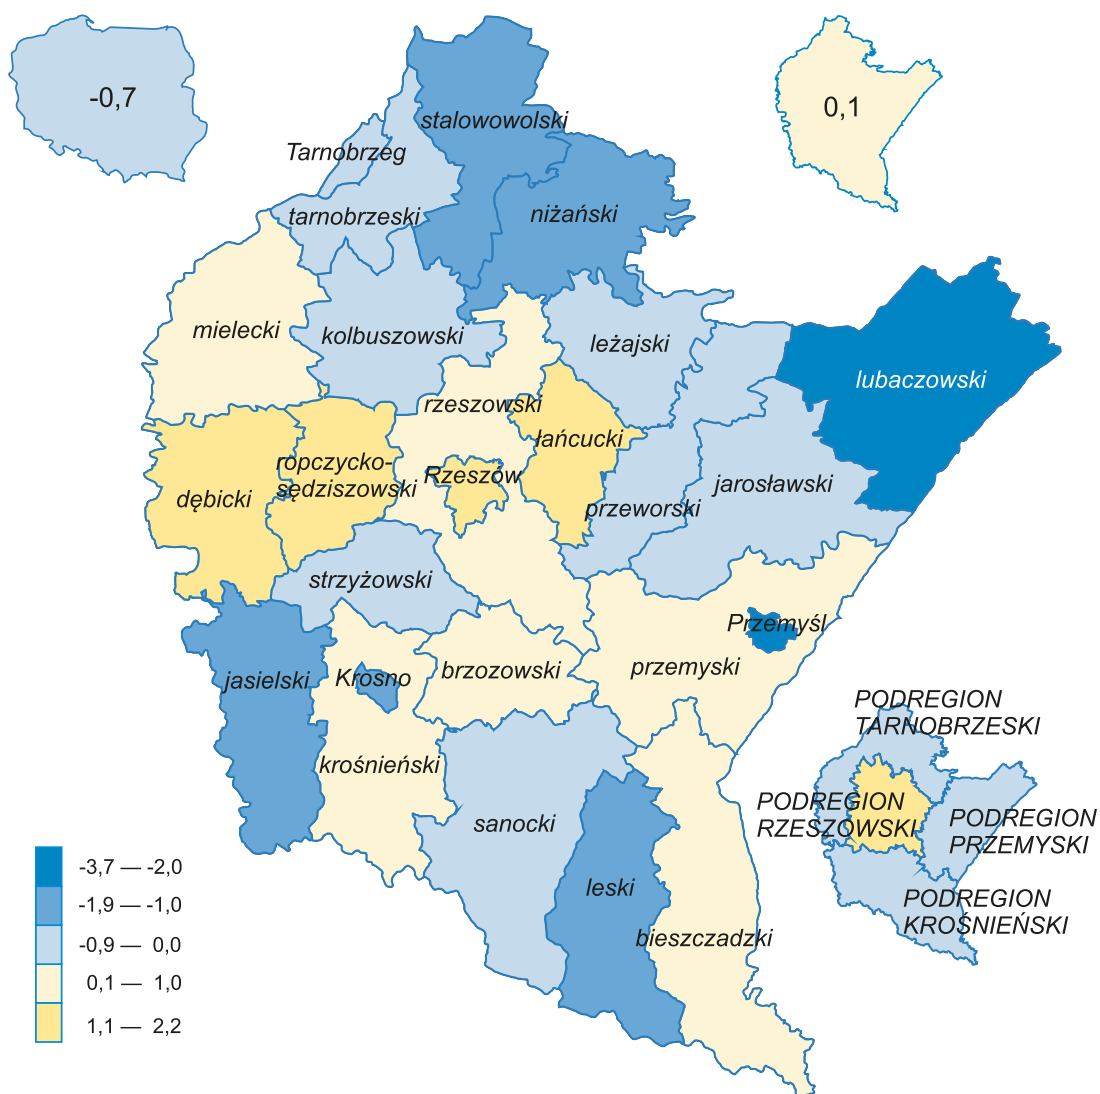 -0,7
0,1
stalowowolski
Tarnobrzeg
tarnobrzeski
niżański
mielecki
kolbuszowski
leżajski
lubaczowski
rzeszowski
łańcucki
ropczycko-
sędziszowski
Rzeszów
dębicki
przeworski
jarosławski
strzyżowski
Przemyśl
jasielski
Krosno
brzozowski
przemyski
krośnieński
sanocki
leski
bieszczadzki
PODREGION
TARNOBRZESKI
PODREGION
RZESZOWSKI
PODREGION
PRZEMYSKI
PODREGION
KROŚNIEŃSKI
-3,7 — -2,0
-1,9 — -1,0
-0,9 — 0,0
0,1 — 1,0
1,1 — 2,2